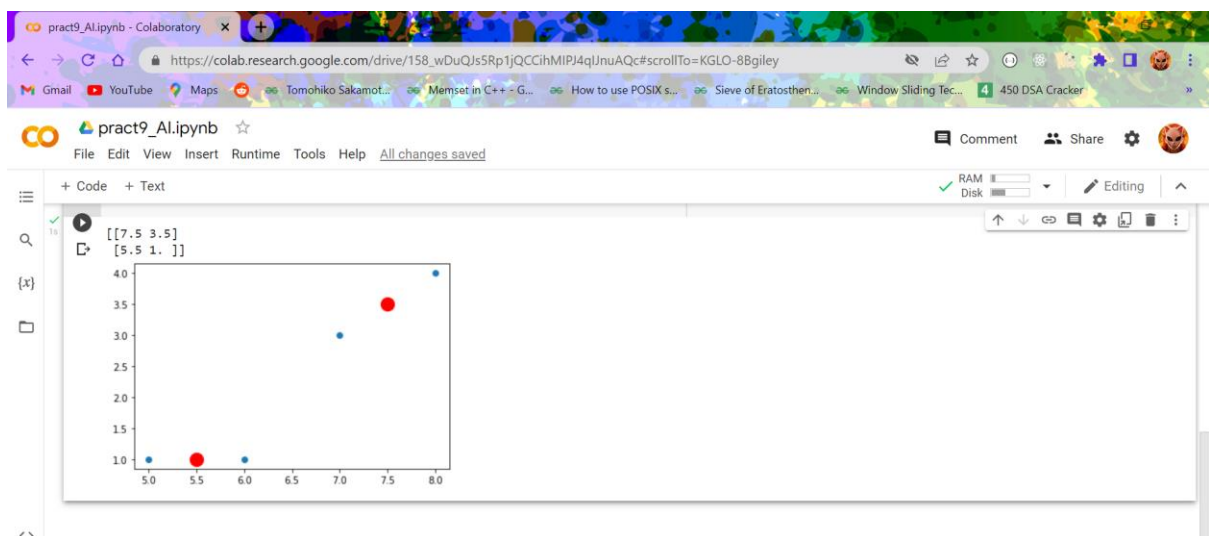 pract9_AI.ipynb - Colaboratory
https://colab.research.google.com/drive/158_wDuQJs5Rp1jQCCihMIPJ4qlJnuAQc#scrollTo=KGLO-8Bgiley
Gmail YouTube Maps Tomohiko Sakamot... Memset in C++ - G... How to use POSIX s... Sieve of Eratosthen... Window Sliding Tec... 4 450 DSA Cracker »
CO pract9_AI.ipynb
Comment Share
File Edit View Insert Runtime Tools Help All changes saved
+ Code + Text
RAM
Disk
Editing
1s
[[7.5 3.5]
[5.5 1. ]]
{x}
4.0
3.5
3.0
2.5
2.0
1.5
1.0
5.0 5.5 6.0 6.5 7.0 7.5 8.0